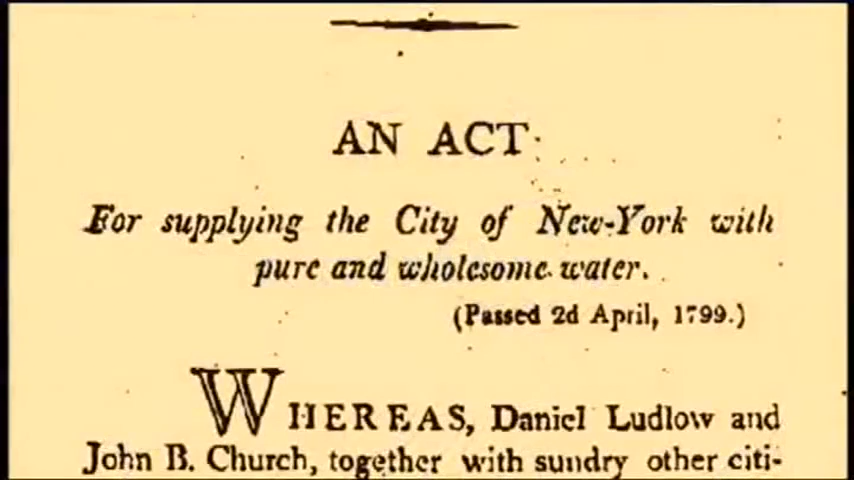 AN ACT
For supplying the City of New-York with
pure and wholesome water.
(Passed 2d April, 1799.)
WHEREAS, Daniel Ludlow and
John B. Church, together with sundry other citi-